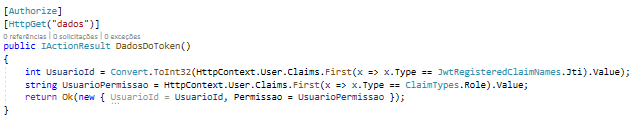 [Authorize]
[HttpGet("dados")]
0 referências | 0 solicitações | 0 exceções
public IActionResult DadosDoToken()
{
int UsuarioId = Convert.ToInt32(HttpContext.User.Claims.First(x => x.Type == JwtRegisteredClaimNames.Jti).Value);
string UsuarioPermissao = HttpContext.User.Claims.First(x => x.Type == ClaimTypes.Role).Value;
return Ok(new { UsuarioId = UsuarioId, Permissao = UsuarioPermissao });
}